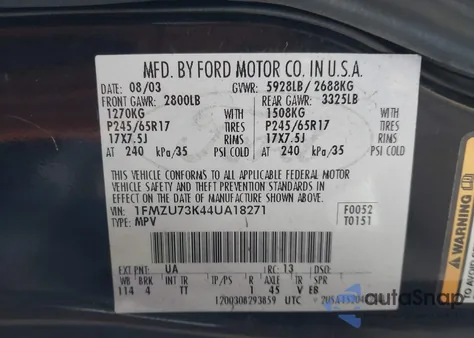 MFD. BY FORD MOTOR CO. IN U.S.A.
DATE: 08/03 GVWR: 5928LB/ 2688KG
FRONT GAWR: 2800LB REAR GAWR: 3325LB
1270KG WITH 1508KG WITH
P245/65R17 TIRES P245/65R17 TIRES
17X7.5J RIMS 17X7.5J RIMS
AT 240 kPa/35 PSI COLD AT 240 kPa/35 PSI COLD
THIS VEHICLE CONFORMS TO ALL APPLICABLE FEDERAL MOTOR
VEHICLE SAFETY AND THEFT PREVENTION STANDARDS IN
EFFECT ON THE DATE OF MANUFACTURE SHOWN ABOVE.
VIN: 1FMZU73K44UA18271 F0052
TYPE: MPV T0151
EXT PNT: UA RC: 13 DSO:
WB BRK INT TR TP/PS R AXLE TR SPR
114 4 TT 1 45 V EB
1200308293859 UTC
autoSnap